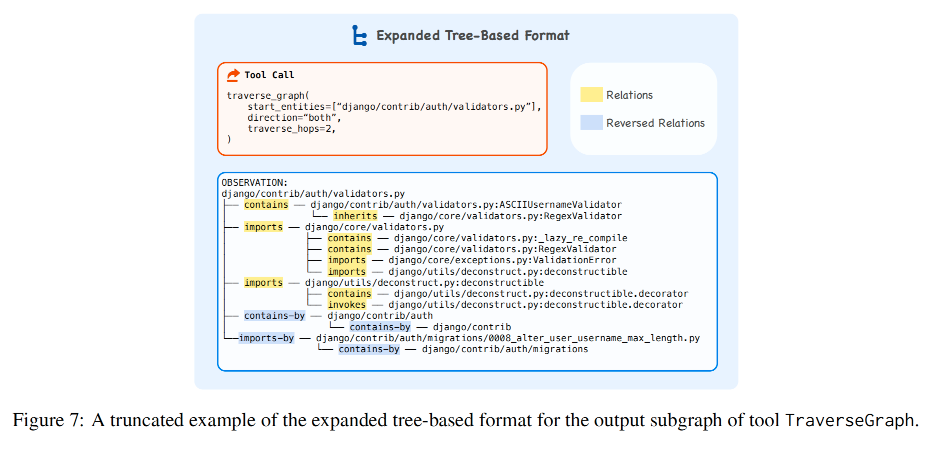 Expanded Tree-Based Format
Tool Call
traverse_graph(
    start_entities=["django/contrib/auth/validators.py"],
    direction="both",
    traverse_hops=2,
)
Relations
Reversed Relations
OBSERVATION:
django/contrib/auth/validators.py
├── contains ── django/contrib/auth/validators.py:ASCIIUsernameValidator
│               └── inherits ── django/core/validators.py:RegexValidator
├── imports ── django/core/validators.py
│              ├── contains ── django/core/validators.py:_lazy_re_compile
│              ├── contains ── django/core/validators.py:RegexValidator
│              ├── imports ── django/core/exceptions.py:ValidationError
│              └── imports ── django/utils/deconstruct.py:deconstructible
├── imports ── django/utils/deconstruct.py:deconstructible
│              ├── contains ── django/utils/deconstruct.py:deconstructible.decorator
│              └── invokes ── django/utils/deconstruct.py:deconstructible.decorator
├── contains-by ── django/contrib/auth
│                  └── contains-by ── django/contrib
└──imports-by ── django/contrib/auth/migrations/0008_alter_user_username_max_length.py
                 └── contains-by ── django/contrib/auth/migrations
Figure 7: A truncated example of the expanded tree-based format for the output subgraph of tool TraverseGraph.